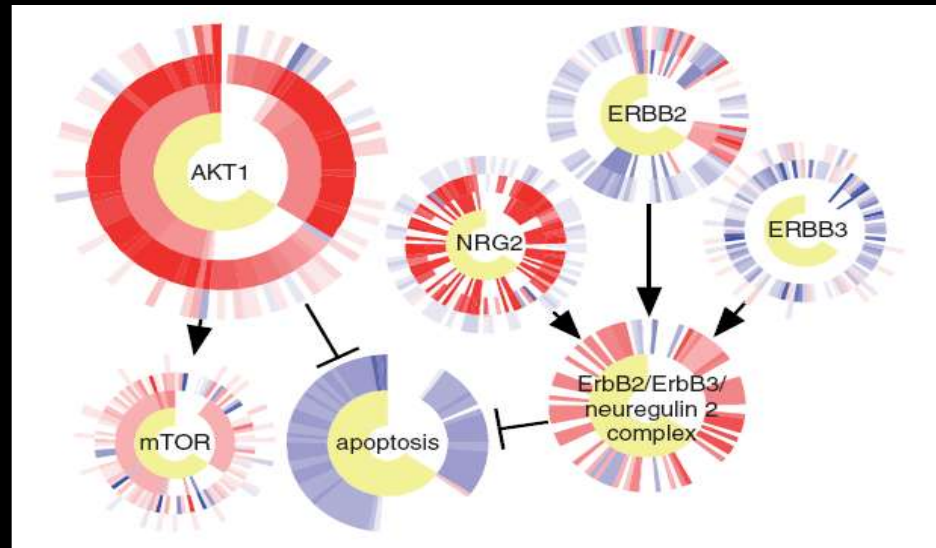 ERBB2
AKT1
NRG2
ERBB3
ErbB2/ErbB3/
neuregulin 2
complex
mTOR
apoptosis